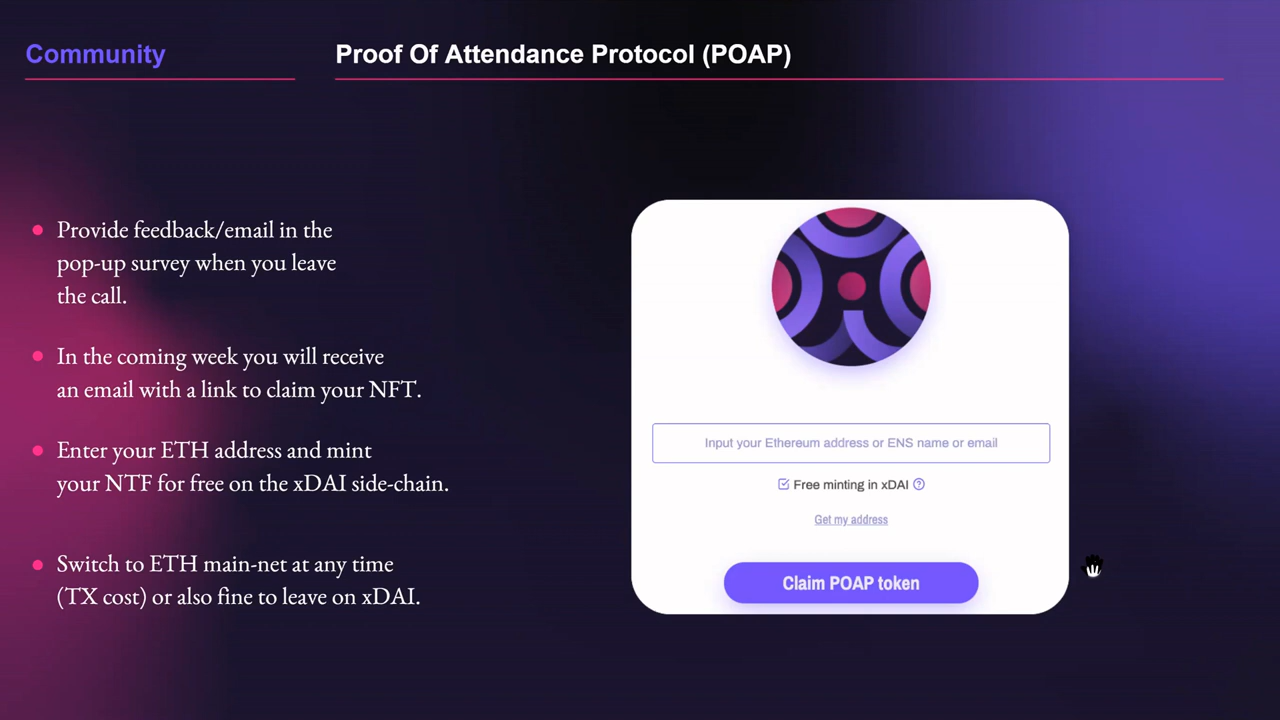 Community
Proof Of Attendance Protocol (POAP)
Provide feedback/email in the
pop-up survey when you leave
the call.
In the coming week you will receive
an email with a link to claim your NFT.
Enter your ETH address and mint
your NTF for free on the xDAI side-chain.
Switch to ETH main-net at any time
(TX cost) or also fine to leave on xDAI.
Input your Ethereum address or ENS name or email
Free minting in xDAI ?
Get my address
Claim POAP token